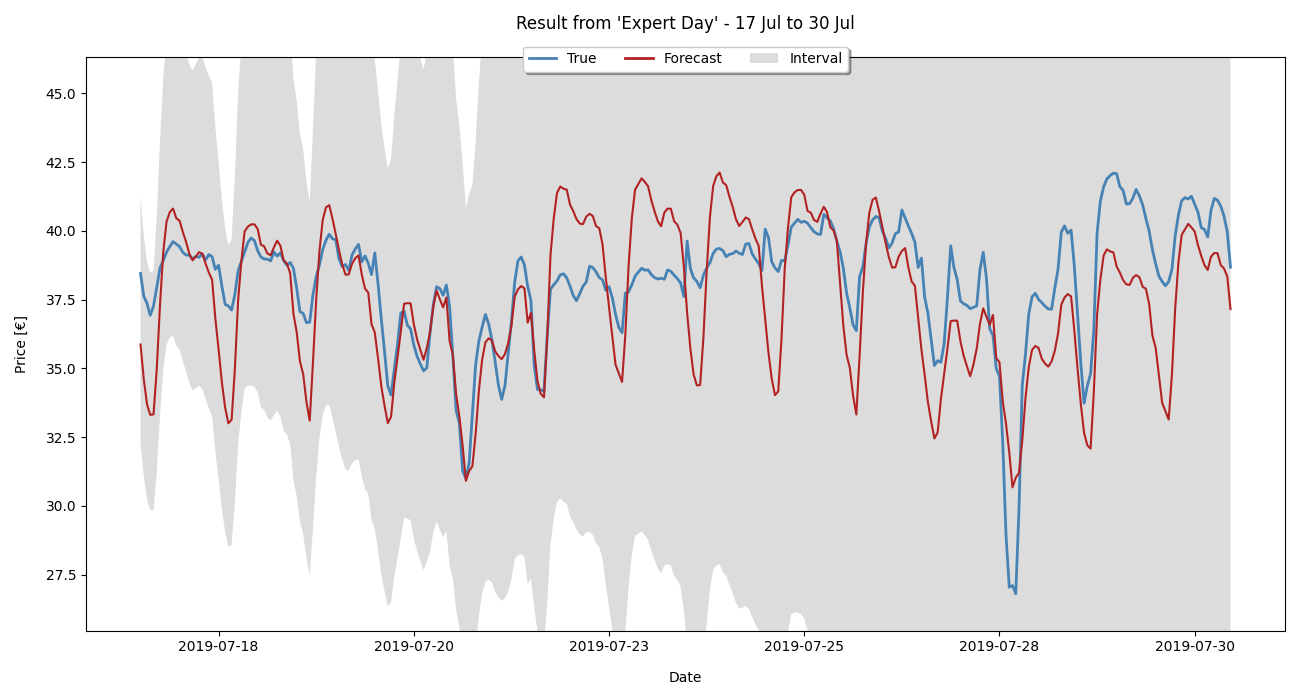 Result from 'Expert Day' - 17 Jul to 30 Jul
True Forecast Interval
45.0
42.5
40.0
37.5
35.0
32.5
30.0
27.5
Price [€]
2019-07-18 2019-07-20 2019-07-23 2019-07-25 2019-07-28 2019-07-30
Date